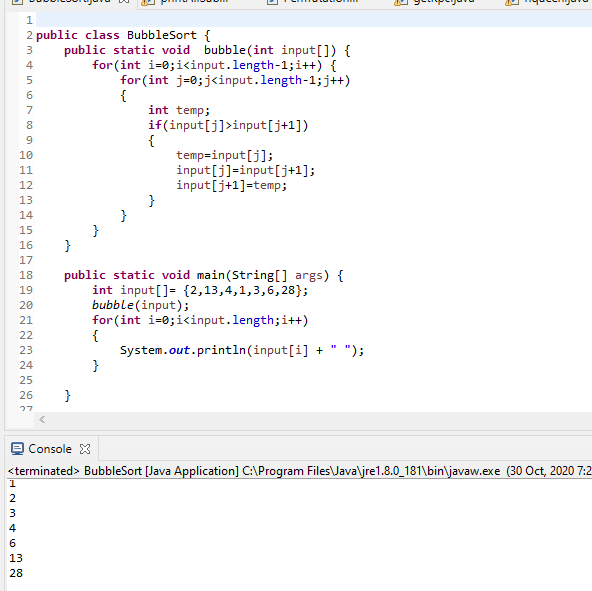 BubbleSort.java
1
2 public class BubbleSort {
3 public static void  bubble(int input[]) {
4 for(int i=0;i<input.length-1;i++) {
5 for(int j=0;j<input.length-1;j++)
6 {
7 int temp;
8 if(input[j]>input[j+1])
9 {
10 temp=input[j];
11 input[j]=input[j+1];
12 input[j+1]=temp;
13 }
14 }
15 }
16 }
17
18 public static void main(String[] args) {
19 int input[]= {2,13,4,1,3,6,28};
20 bubble(input);
21 for(int i=0;i<input.length;i++)
22 {
23 System.out.println(input[i] + " ");
24 }
25
26 }
27
Console
<terminated> BubbleSort [Java Application] C:\Program Files\Java\jre1.8.0_181\bin\javaw.exe (30 Oct, 2020 7:2
1
2
3
4
6
13
28